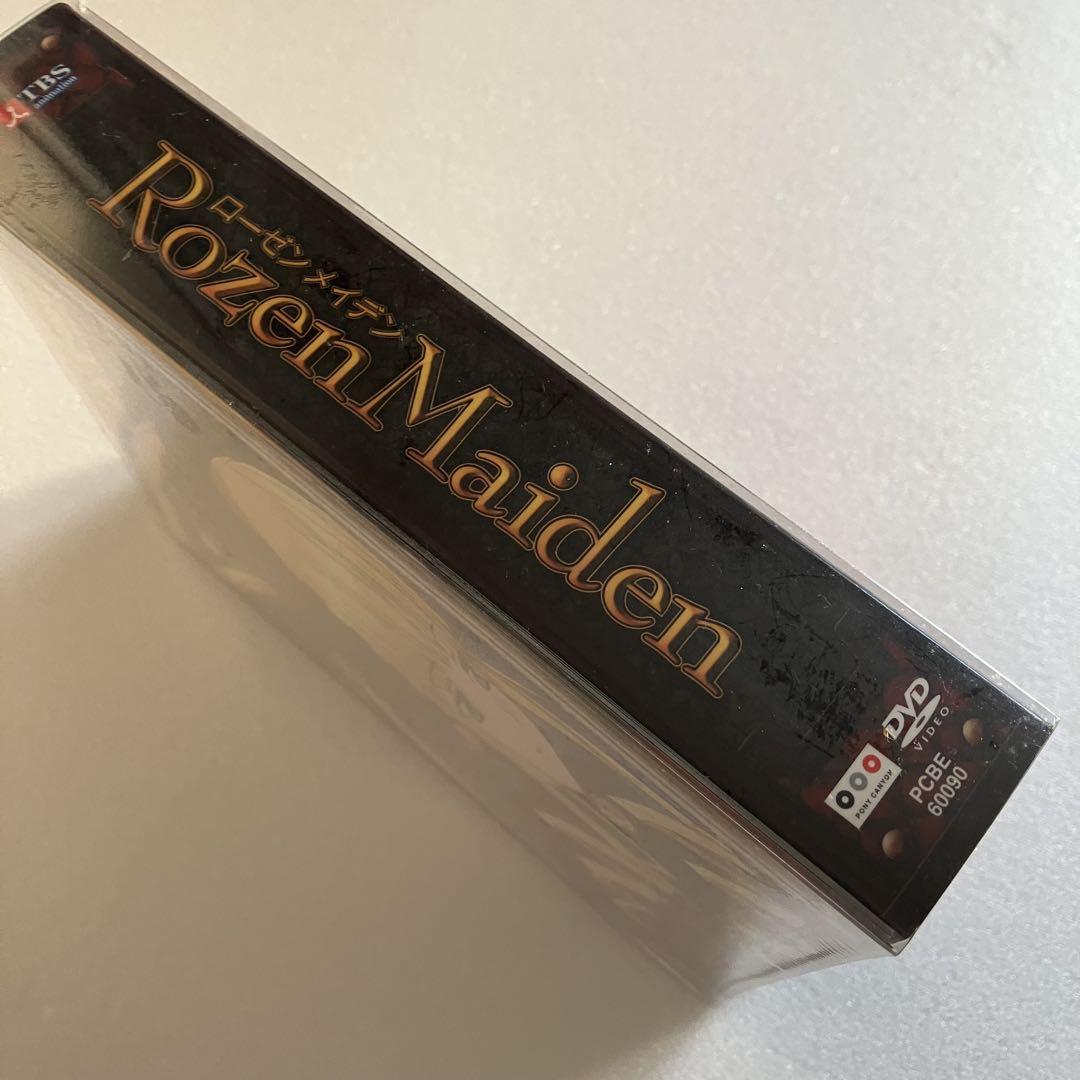 TBS
animation
ローゼンメイデン
Rozen Maiden
DVD
VIDEO
PONY CANYON
PCBE
60090